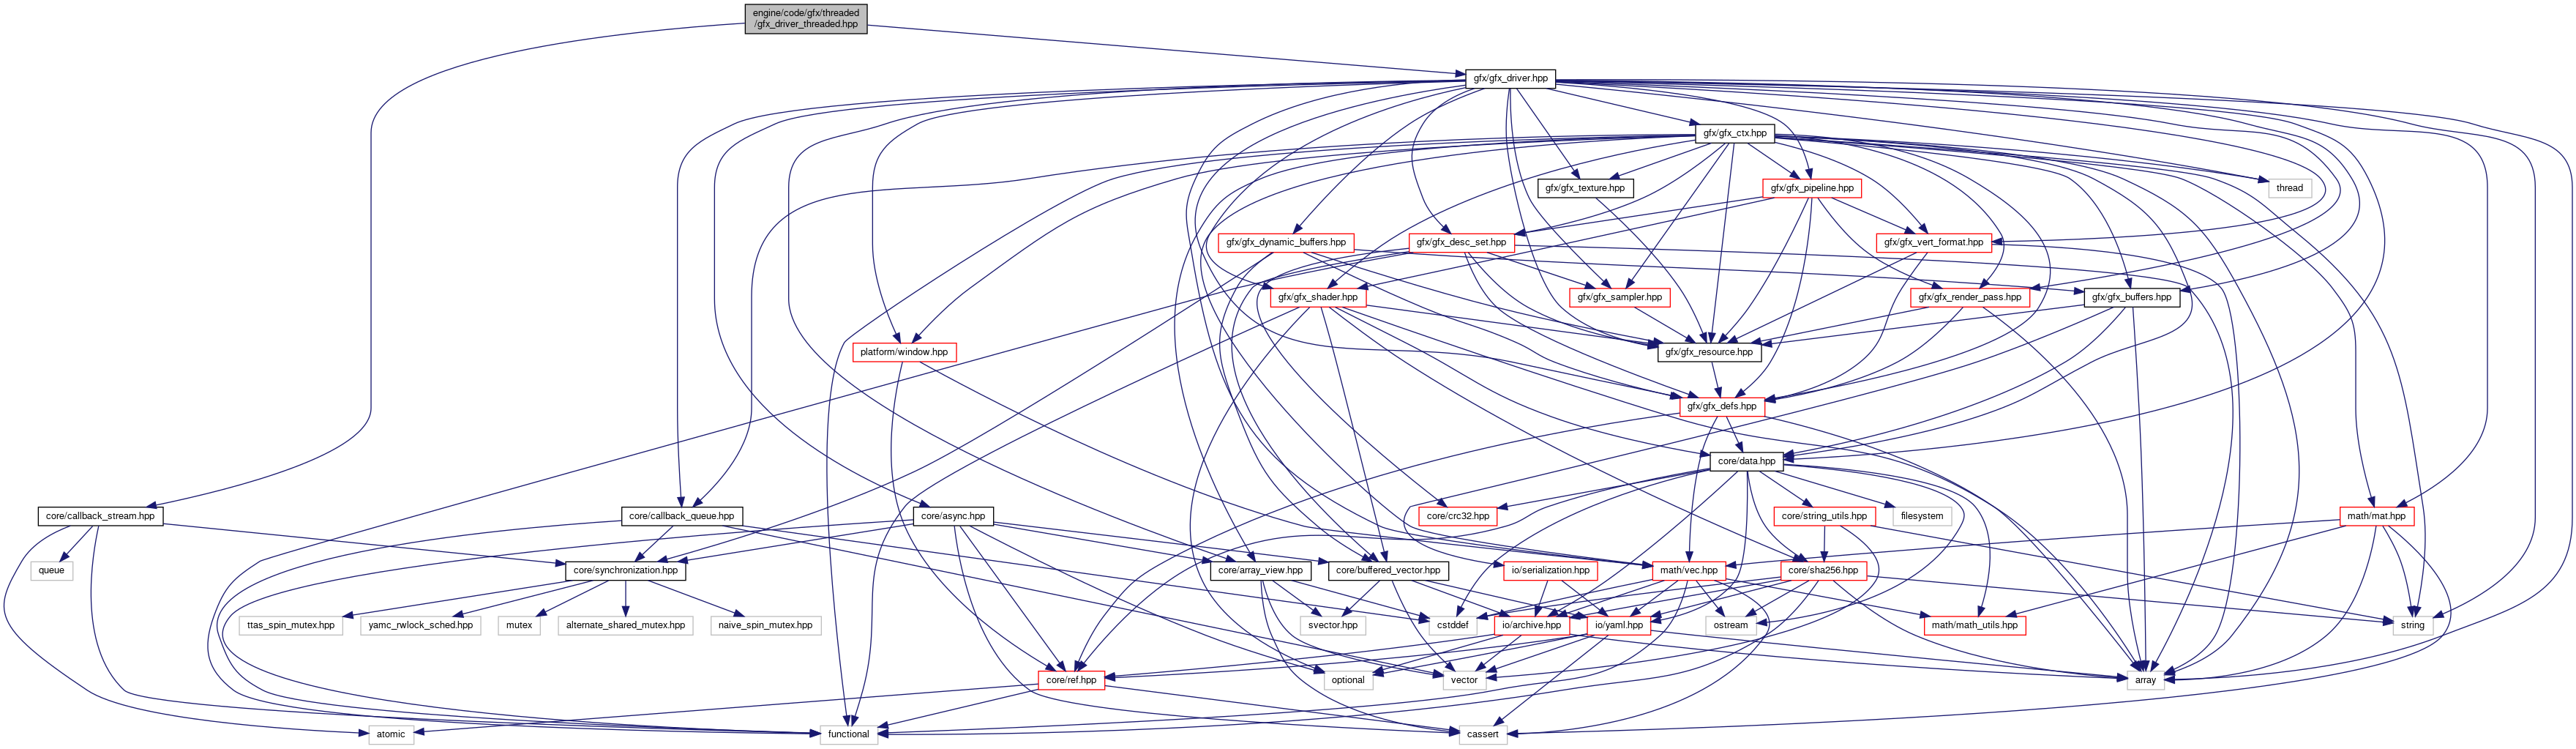 engine/code/gfx/threaded
/gfx_driver_threaded.hpp
gfx/gfx_driver.hpp
gfx/gfx_ctx.hpp
gfx/gfx_texture.hpp
gfx/gfx_pipeline.hpp
thread
gfx/gfx_dynamic_buffers.hpp
gfx/gfx_desc_set.hpp
gfx/gfx_vert_format.hpp
gfx/gfx_shader.hpp
gfx/gfx_sampler.hpp
gfx/gfx_render_pass.hpp
gfx/gfx_buffers.hpp
platform/window.hpp
gfx/gfx_resource.hpp
gfx/gfx_defs.hpp
core/data.hpp
core/callback_stream.hpp
core/callback_queue.hpp
core/async.hpp
core/crc32.hpp
core/string_utils.hpp
filesystem
math/mat.hpp
queue
core/synchronization.hpp
core/array_view.hpp
core/buffered_vector.hpp
io/serialization.hpp
math/vec.hpp
core/sha256.hpp
ttas_spin_mutex.hpp
yamc_rwlock_sched.hpp
mutex
alternate_shared_mutex.hpp
naive_spin_mutex.hpp
svector.hpp
cstddef
io/archive.hpp
io/yaml.hpp
ostream
math/math_utils.hpp
string
core/ref.hpp
optional
vector
array
atomic
functional
cassert